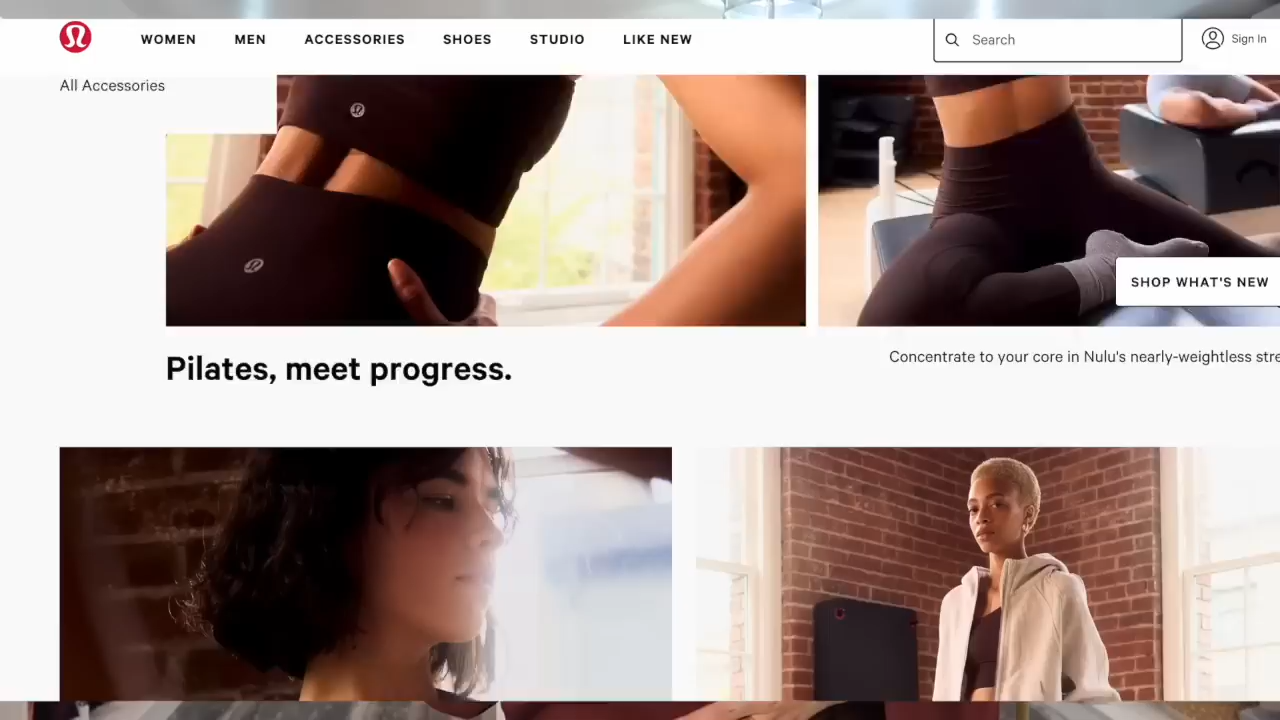 WOMEN MEN ACCESSORIES SHOES STUDIO LIKE NEW Search Sign In
All Accessories
SHOP WHAT'S NEW
Pilates, meet progress.
Concentrate to your core in Nulu's nearly-weightless